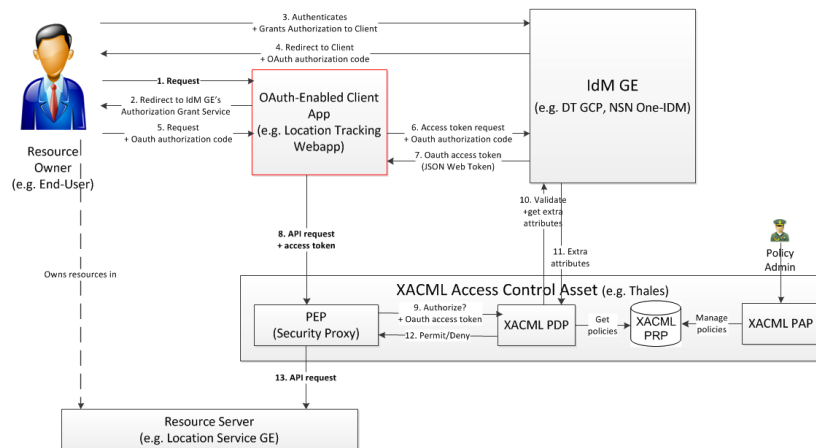 3. Authenticates
+ Grants Authorization to Client
4. Redirect to Client
+ OAuth authorization code
1. Request
2. Redirect to IdM GE's
Authorization Grant Service
5. Request
+ Oauth authorization code
Resource
Owner
(e.g. End-User)
OAuth-Enabled Client
App
(e.g. Location Tracking
Webapp)
6. Access token request
+ Oauth authorization code
7. Oauth access token
(JSON Web Token)
IdM GE
(e.g. DT GCP, NSN One-IDM)
8. API request
+ access token
10. Validate
+get extra
attributes
11. Extra
attributes
Policy
Admin
Owns resources in
XACML Access Control Asset (e.g. Thales)
PEP
(Security Proxy)
9. Authorize?
+ Oauth access token
12. Permit/Deny
XACML PDP
Get
policies
XACML
PRP
Manage
policies
XACML PAP
13. API request
Resource Server
(e.g. Location Service GE)